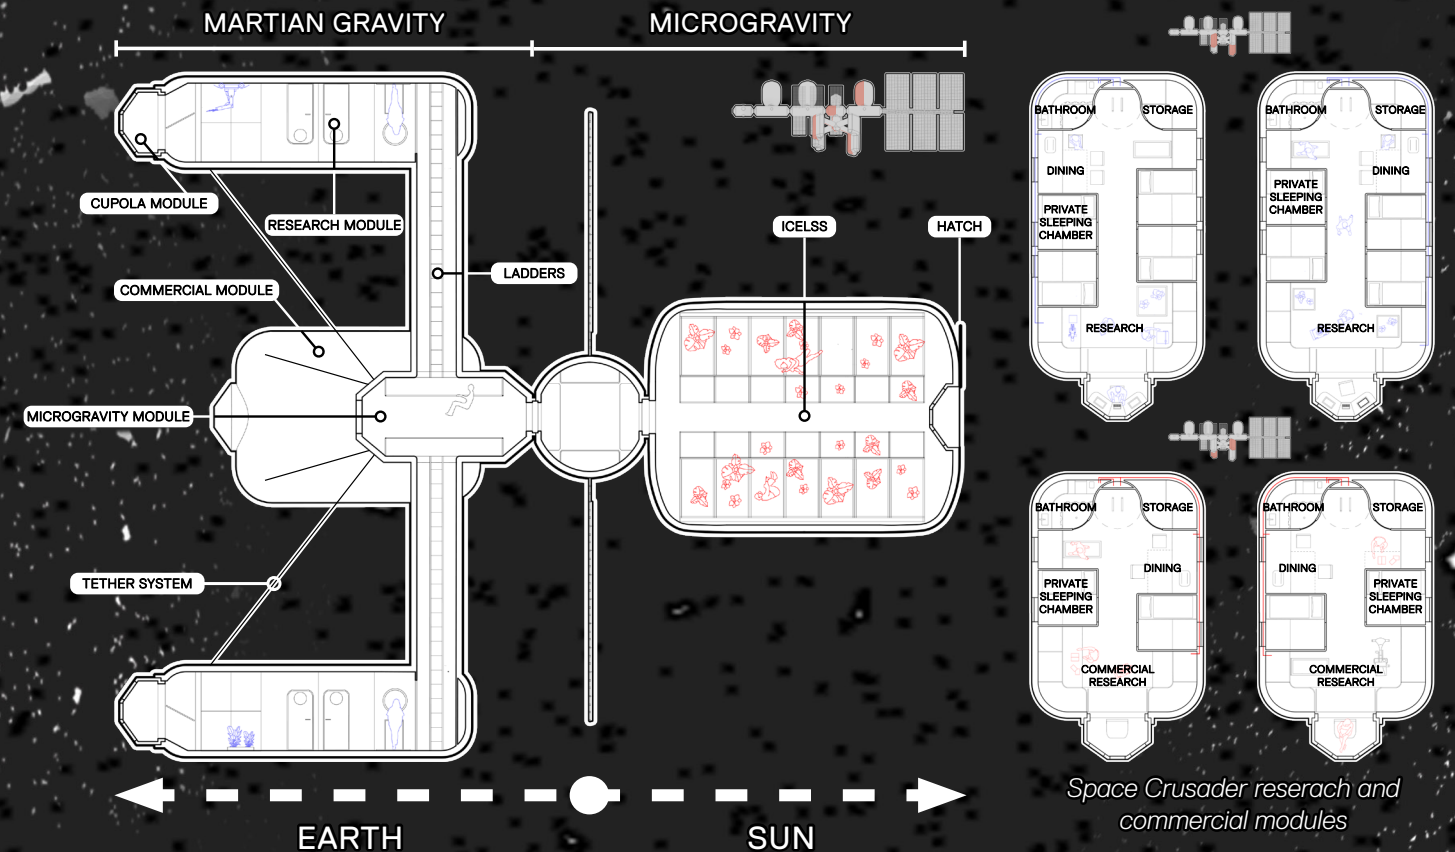 MARTIAN GRAVITY
MICROGRAVITY
CUPOLA MODULE
RESEARCH MODULE
COMMERCIAL MODULE
LADDERS
MICROGRAVITY MODULE
TETHER SYSTEM
ICELSS
HATCH
EARTH
SUN
BATHROOM
STORAGE
DINING
PRIVATE
SLEEPING
CHAMBER
RESEARCH
BATHROOM
STORAGE
DINING
PRIVATE
SLEEPING
CHAMBER
RESEARCH
BATHROOM
STORAGE
DINING
PRIVATE
SLEEPING
CHAMBER
COMMERCIAL
RESEARCH
BATHROOM
STORAGE
DINING
PRIVATE
SLEEPING
CHAMBER
COMMERCIAL
RESEARCH
Space Crusader reserach and
commercial modules